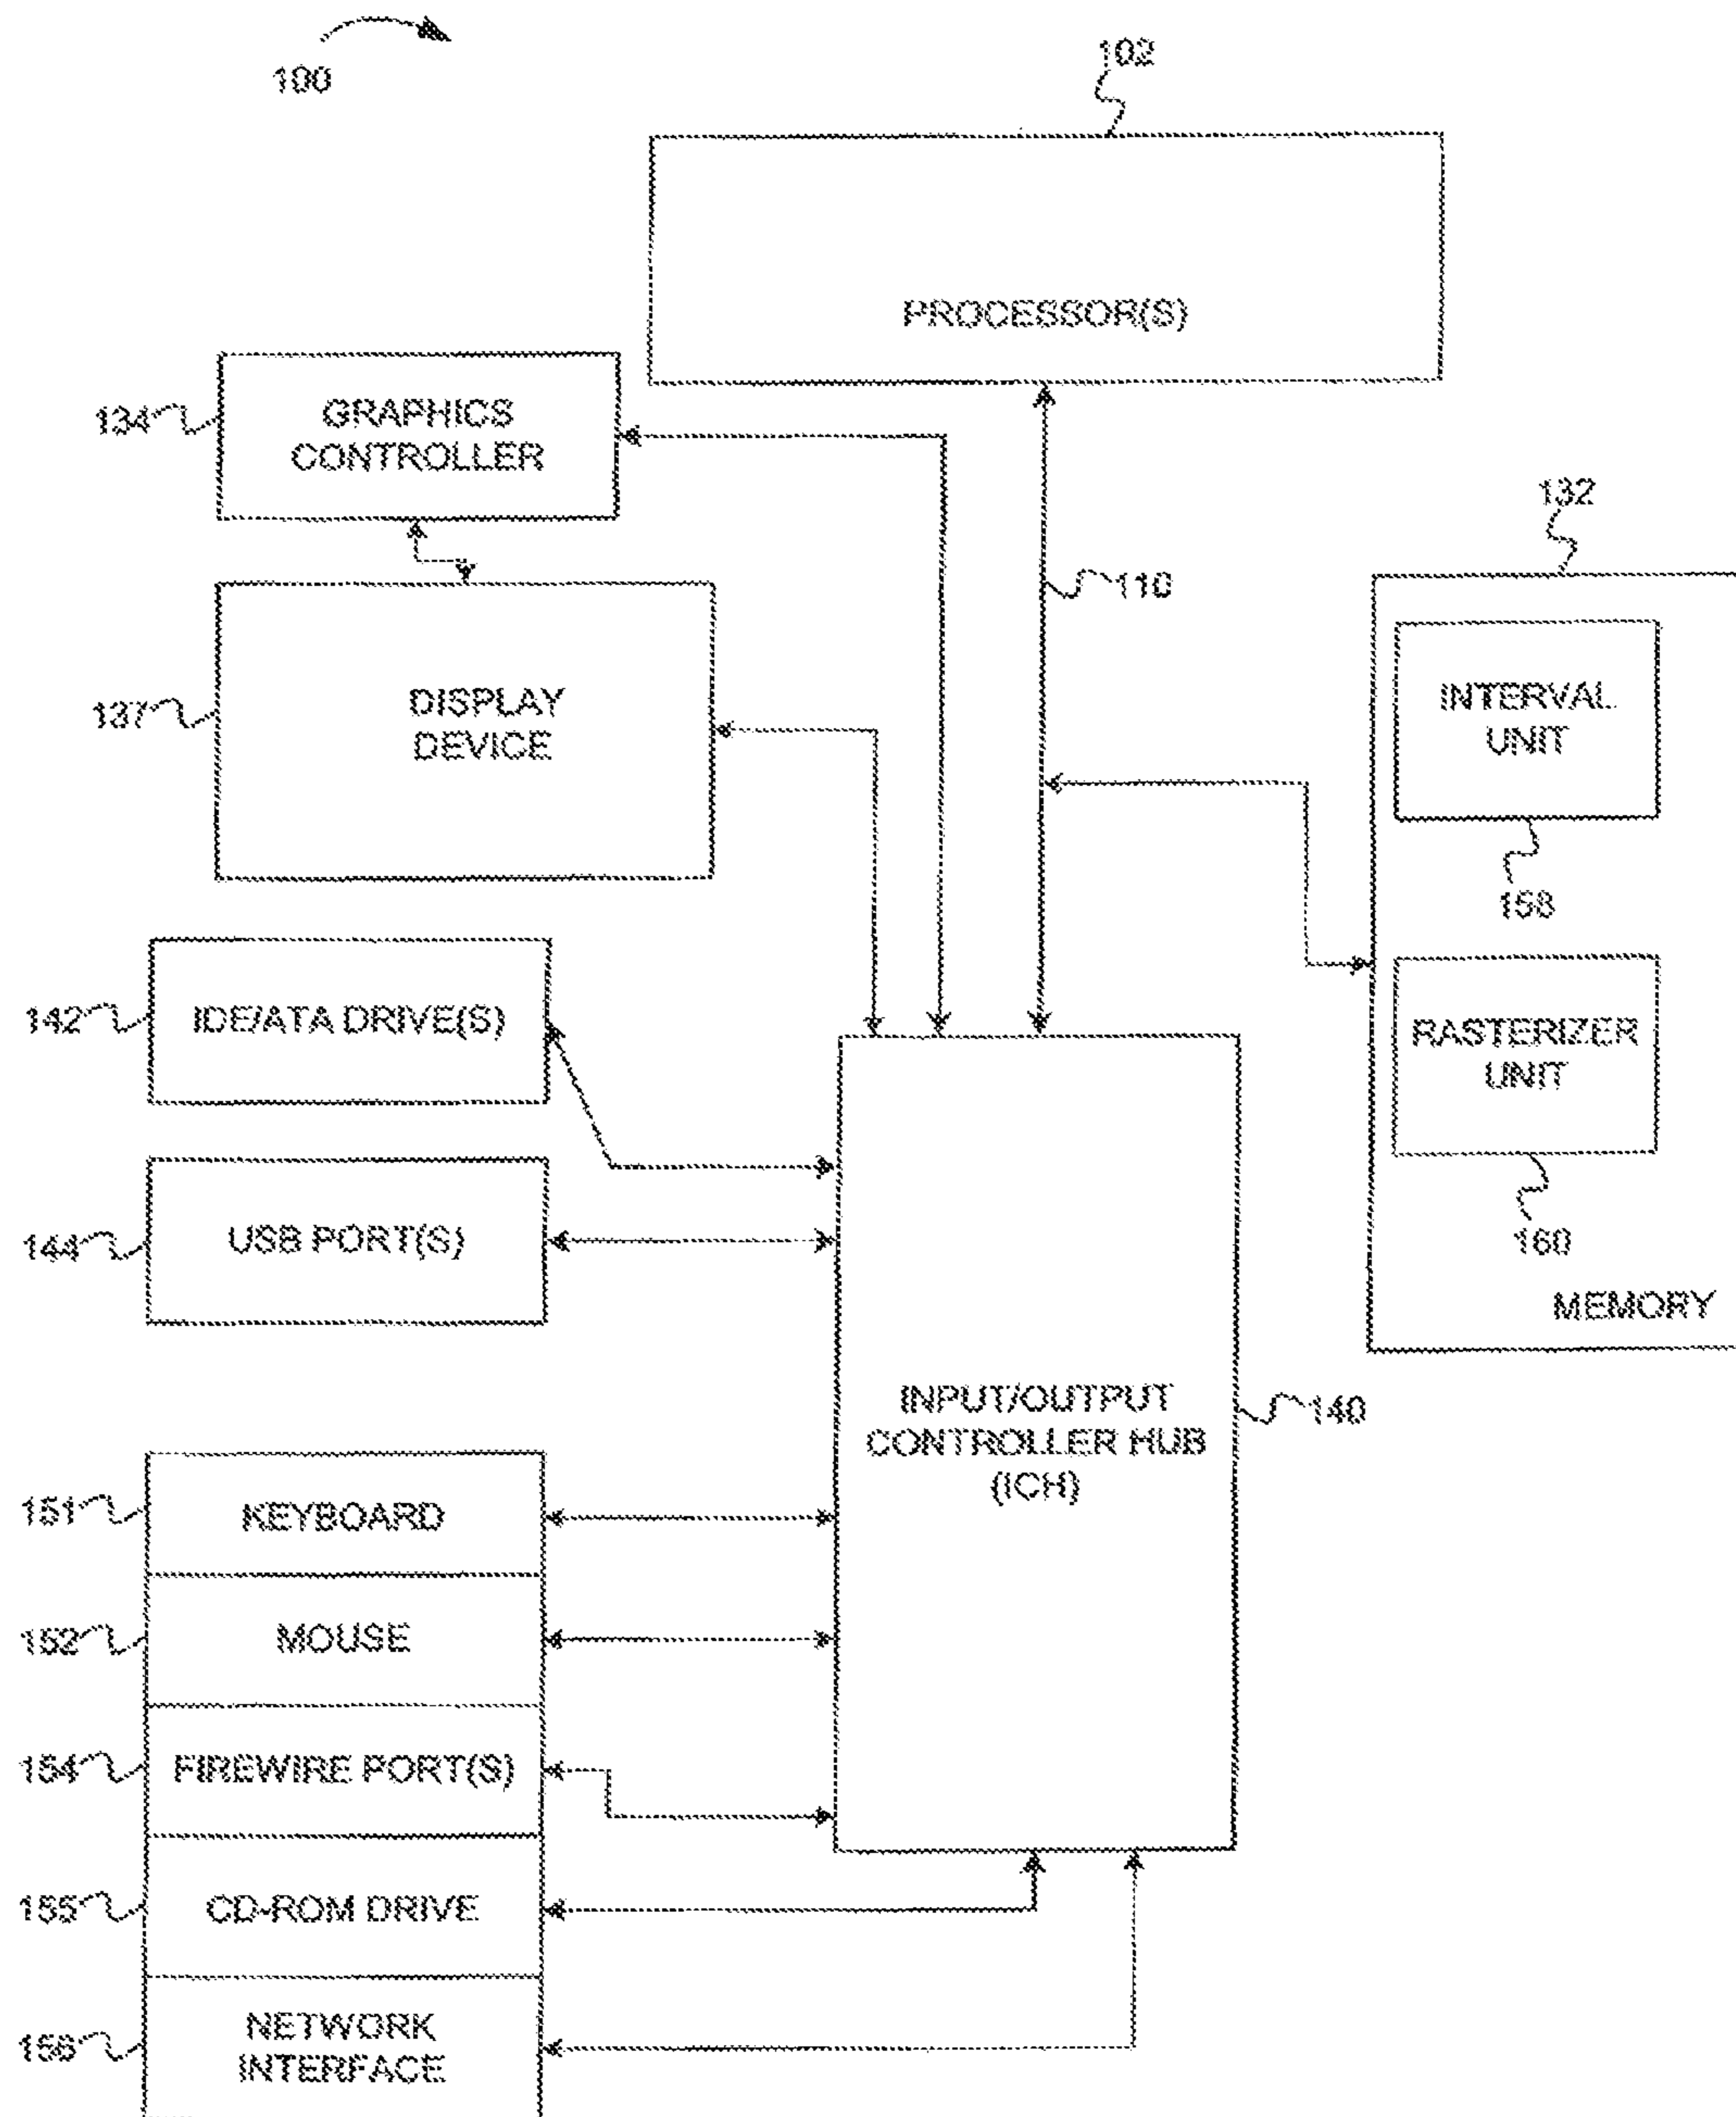 100
102
PROCESSOR(S)
134
GRAPHICS
CONTROLLER
132
110
137
DISPLAY
DEVICE
INTERVAL
UNIT
158
142
IDE/ATA DRIVE(S)
RASTERIZER
UNIT
160
144
USB PORT(S)
MEMORY
INPUT/OUTPUT
CONTROLLER HUB
(ICH)
140
151
KEYBOARD
152
MOUSE
154
FIREWIRE PORT(S)
155
CD-ROM DRIVE
156
NETWORK
INTERFACE